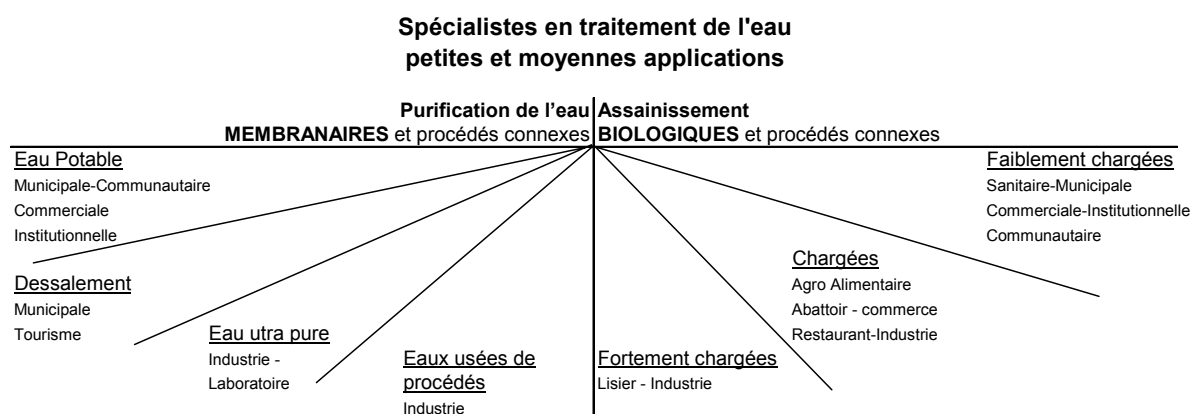 Spécialistes en traitement de l'eau
petites et moyennes applications
Purification de l'eau
MEMBRANAIRES et procédés connexes
Assainissement
BIOLOGIQUES et procédés connexes
Eau Potable
Municipale-Communautaire
Commerciale
Institutionnelle
Dessalement
Municipale
Tourisme
Eau utra pure
Industrie -
Laboratoire
Eaux usées de
procédés
Industrie
Fortement chargées
Lisier - Industrie
Chargées
Agro Alimentaire
Abattoir - commerce
Restaurant-Industrie
Faiblement chargées
Sanitaire-Municipale
Commerciale-Institutionnelle
Communautaire